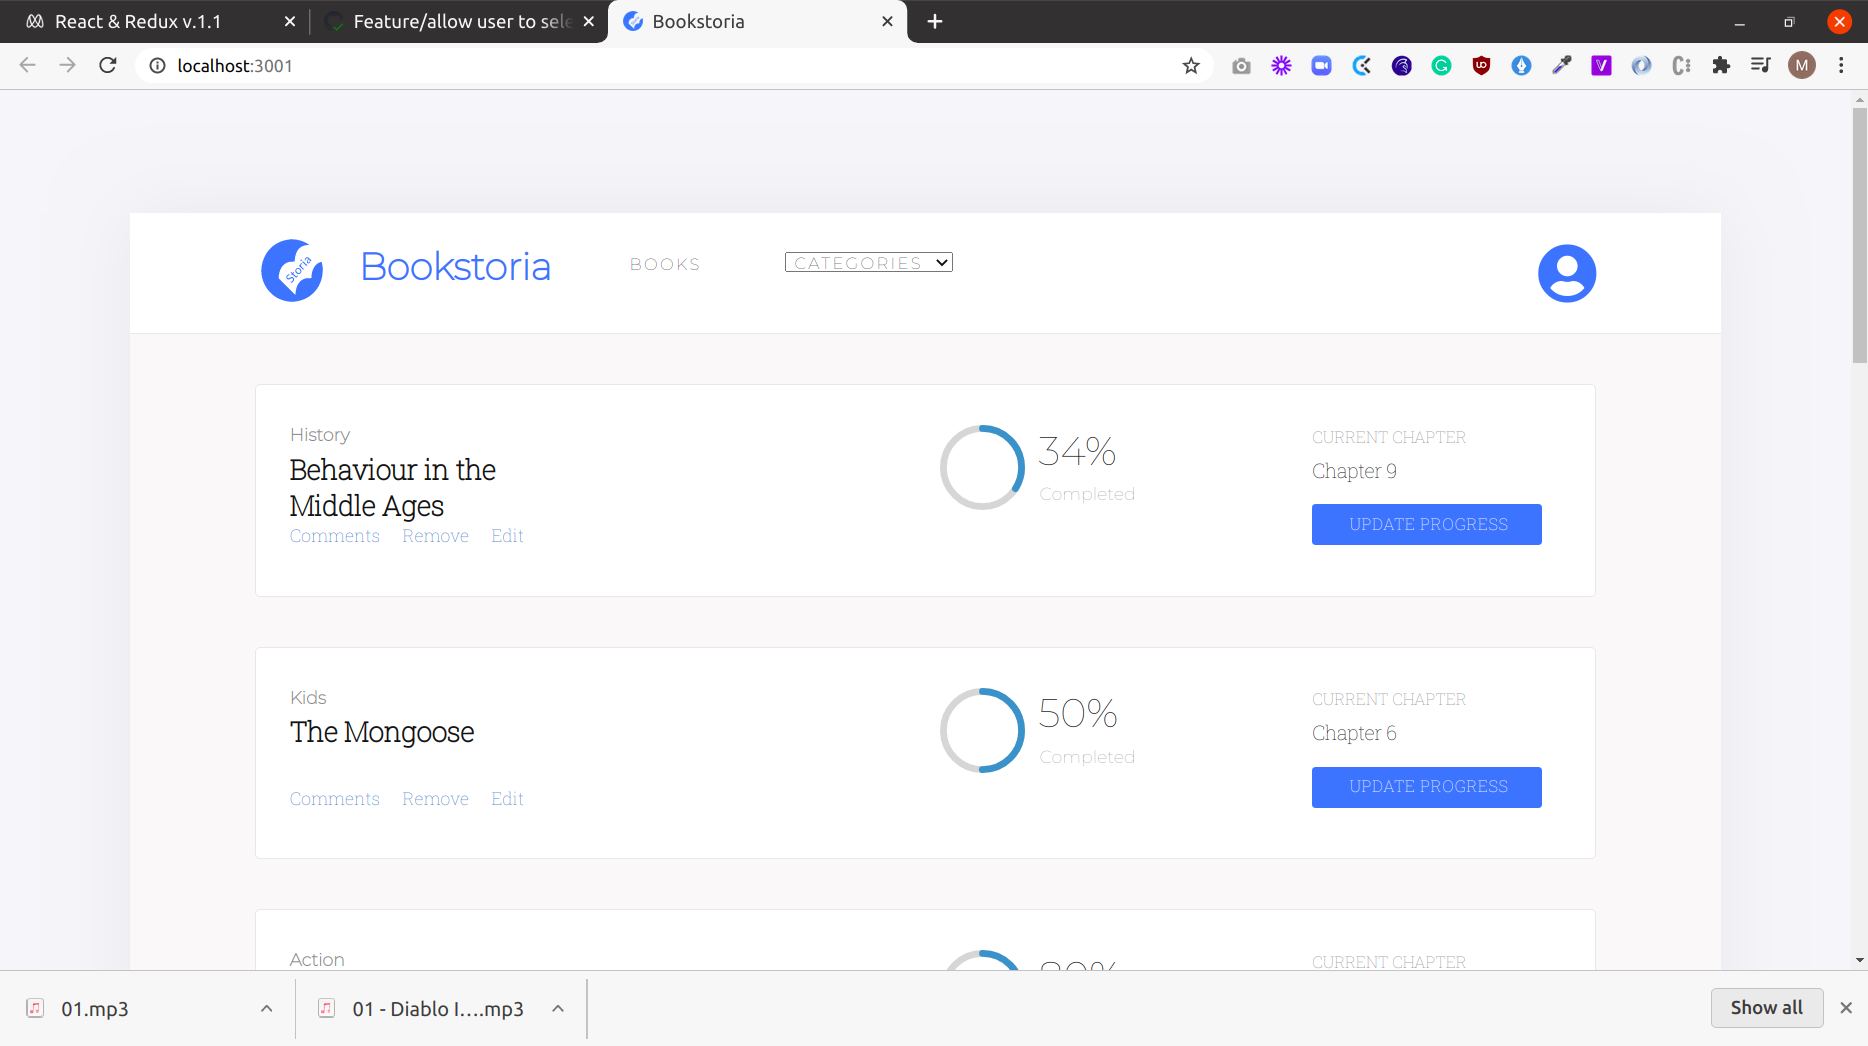 React & Redux v.1.1
Feature/allow user to sele
Bookstoria
localhost:3001
M
Storia
Bookstoria
BOOKS
CATEGORIES
History
Behaviour in the
Middle Ages
Comments Remove Edit
34%
Completed
CURRENT CHAPTER
Chapter 9
UPDATE PROGRESS
Kids
The Mongoose
Comments Remove Edit
50%
Completed
CURRENT CHAPTER
Chapter 6
UPDATE PROGRESS
Action
CURRENT CHAPTER
01.mp3
01 - Diablo I....mp3
Show all